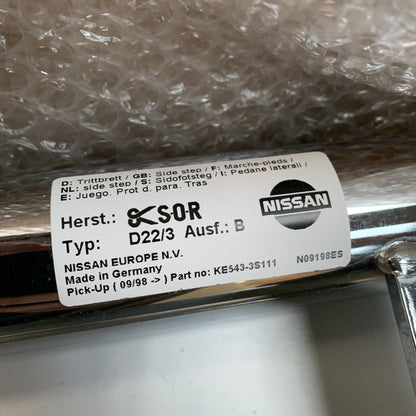 D: Trittbrett / GB: Side step / F: Marche-pieds /
NL: side step / S: Sidofotsteg / I: Pedane laterali /
E: Juego. Prot d. para. Tras
Herst.: S·O·R
NISSAN
Typ: D22/3 Ausf.: B
NISSAN EUROPE N.V.
Made in Germany
Pick-Up ( 09/98 -> ) Part no: KE543-3S111 N09198ES